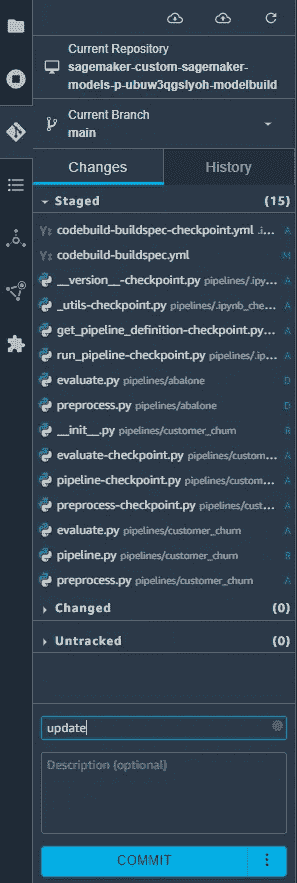 Current Repository
sagemaker-custom-sagemaker-
models-p-ubuw3qgslyoh-modelbuild
Current Branch
main
Changes History
Staged (15)
codebuild-buildspec-checkpoint.yml .i... A
codebuild-buildspec.yml M
__version__-checkpoint.py pipelines/.ipy... A
_utils-checkpoint.py pipelines/.ipynb_che... A
get_pipeline_definition-checkpoint.py... A
run_pipeline-checkpoint.py pipelines/.ip... A
evaluate.py pipelines/abalone D
preprocess.py pipelines/abalone D
__init__.py pipelines/customer_churn R
evaluate-checkpoint.py pipelines/custom... A
pipeline-checkpoint.py pipelines/custom... A
preprocess-checkpoint.py pipelines/cust... A
evaluate.py pipelines/customer_churn A
pipeline.py pipelines/customer_churn R
preprocess.py pipelines/customer_churn A
Changed (0)
Untracked (0)
update
Description (optional)
COMMIT